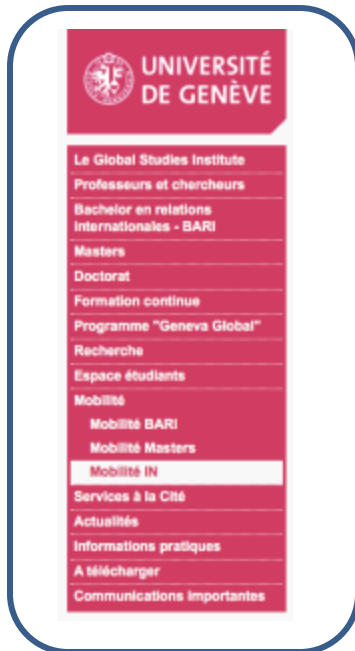 UNIVERSITÉ
DE GENÈVE
Le Global Studies Institute
Professeurs et chercheurs
Bachelor en relations
internationales - BARI
Masters
Doctorat
Formation continue
Programme "Geneva Global"
Recherche
Espace étudiants
Mobilité
Mobilité BARI
Mobilité Masters
Mobilité IN
Services à la Cité
Actualités
Informations pratiques
A télécharger
Communications importantes